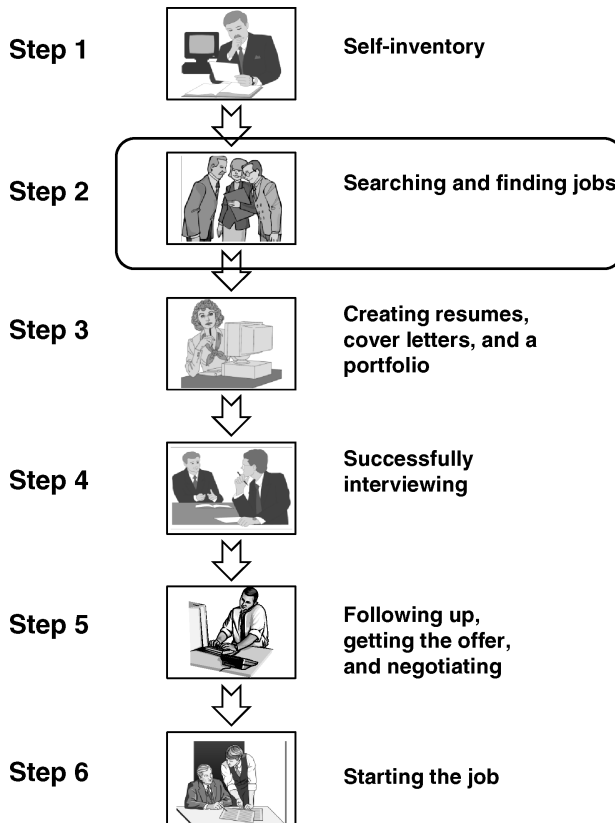 Step 1
Self-inventory
Step 2
Searching and finding jobs
Step 3
Creating resumes,
cover letters, and a
portfolio
Step 4
Successfully
interviewing
Step 5
Following up,
getting the offer,
and negotiating
Step 6
Starting the job